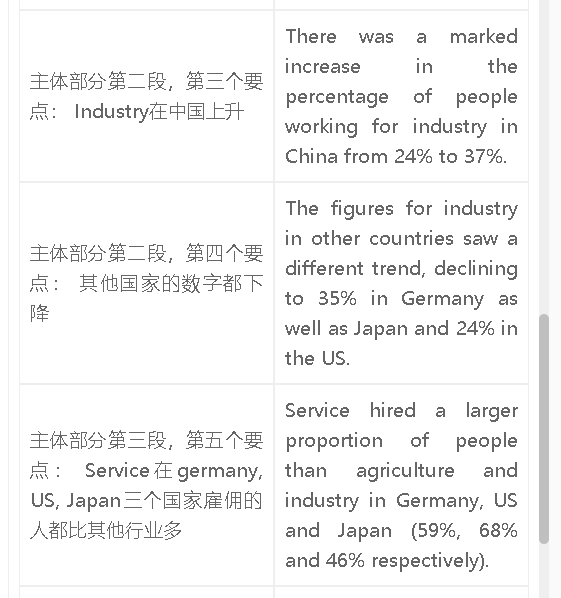 主体部分第二段，第三个要
点： Industry在中国上升
There was a marked
increase in the
percentage of people
working for industry in
China from 24% to 37%.
主体部分第二段，第四个要
点： 其他国家的数字都下
降
The figures for industry
in other countries saw a
different trend, declining
to 35% in Germany as
well as Japan and 24% in
the US.
主体部分第三段，第五个要
点： Service在germany,
US, Japan三个国家雇佣的
人都比其他行业多
Service hired a larger
proportion of people
than agriculture and
industry in Germany, US
and Japan (59%, 68%
and 46% respectively).